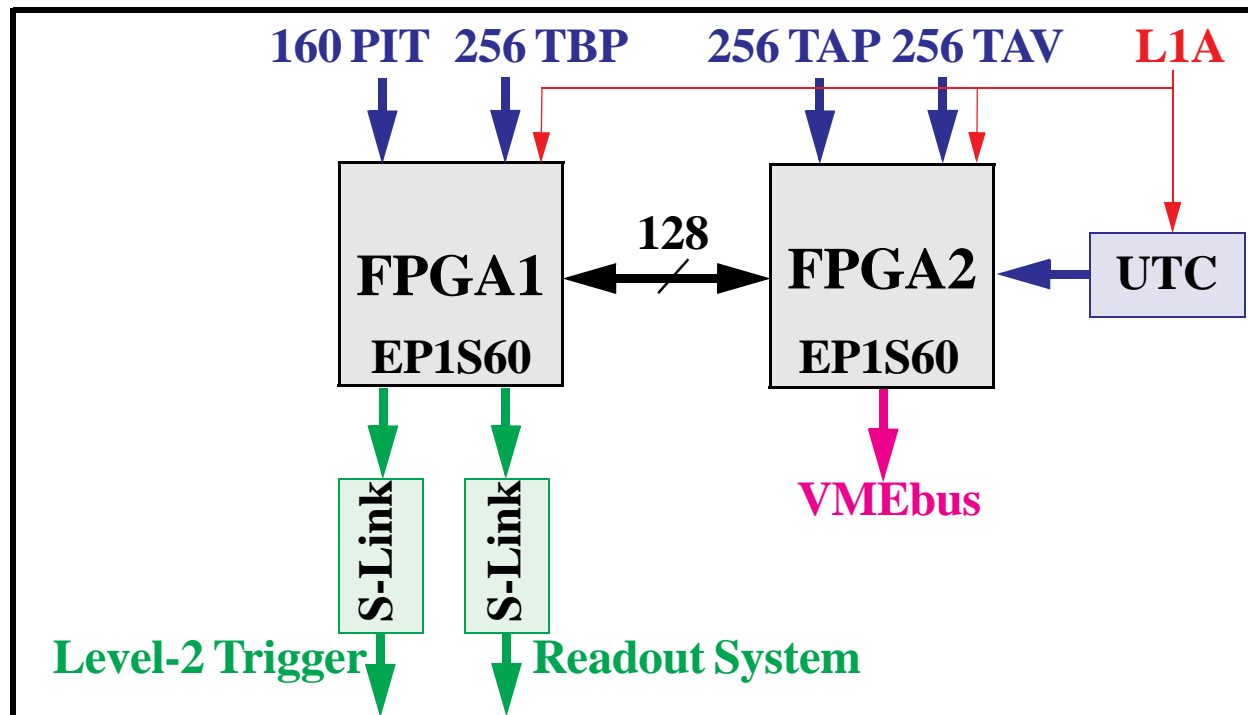 160 PIT 256 TBP 256 TAP 256 TAV L1A
128
FPGA1 FPGA2 UTC
EP1S60 EP1S60
S-Link S-Link
VMEbus
Level-2 Trigger Readout System